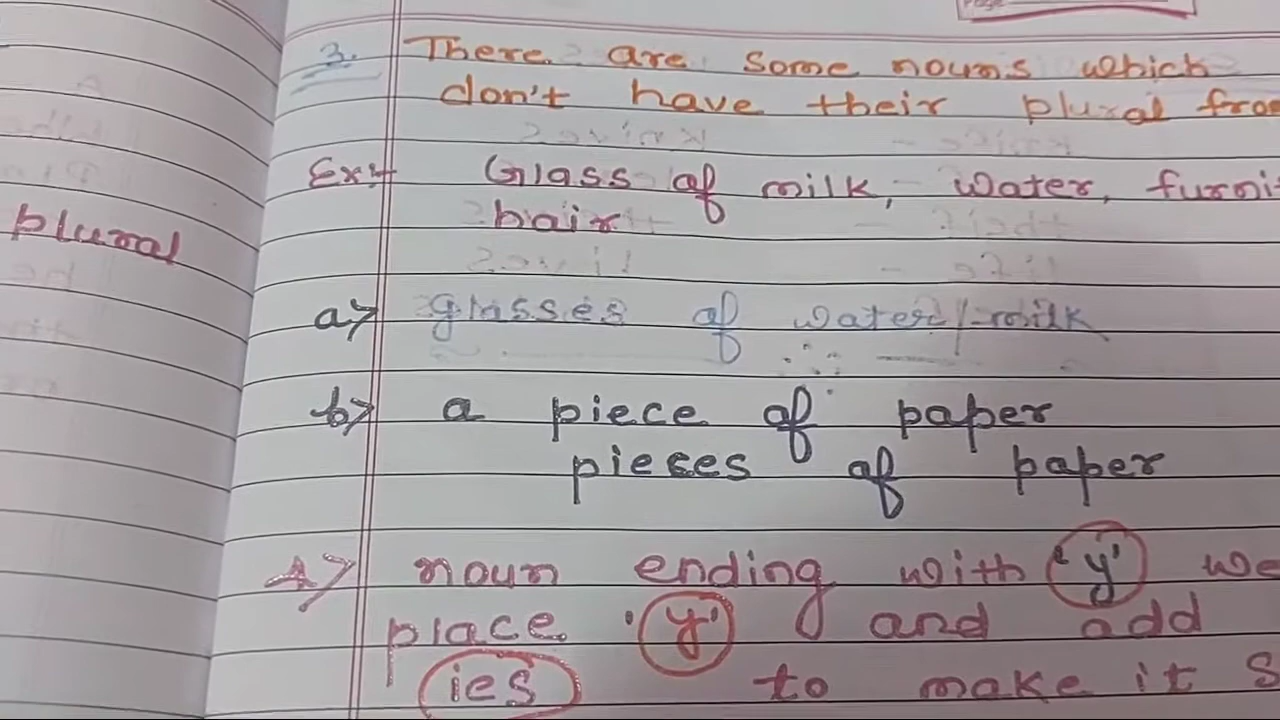 plural
3. There are some nouns which
don't have their plural fro
Ex:- Glass of milk, water, furni
hair
a> glasses of water/milk
b> a piece of paper
pieces of paper
4> noun ending with 'y' we
place 'y' and add
ies to make it S